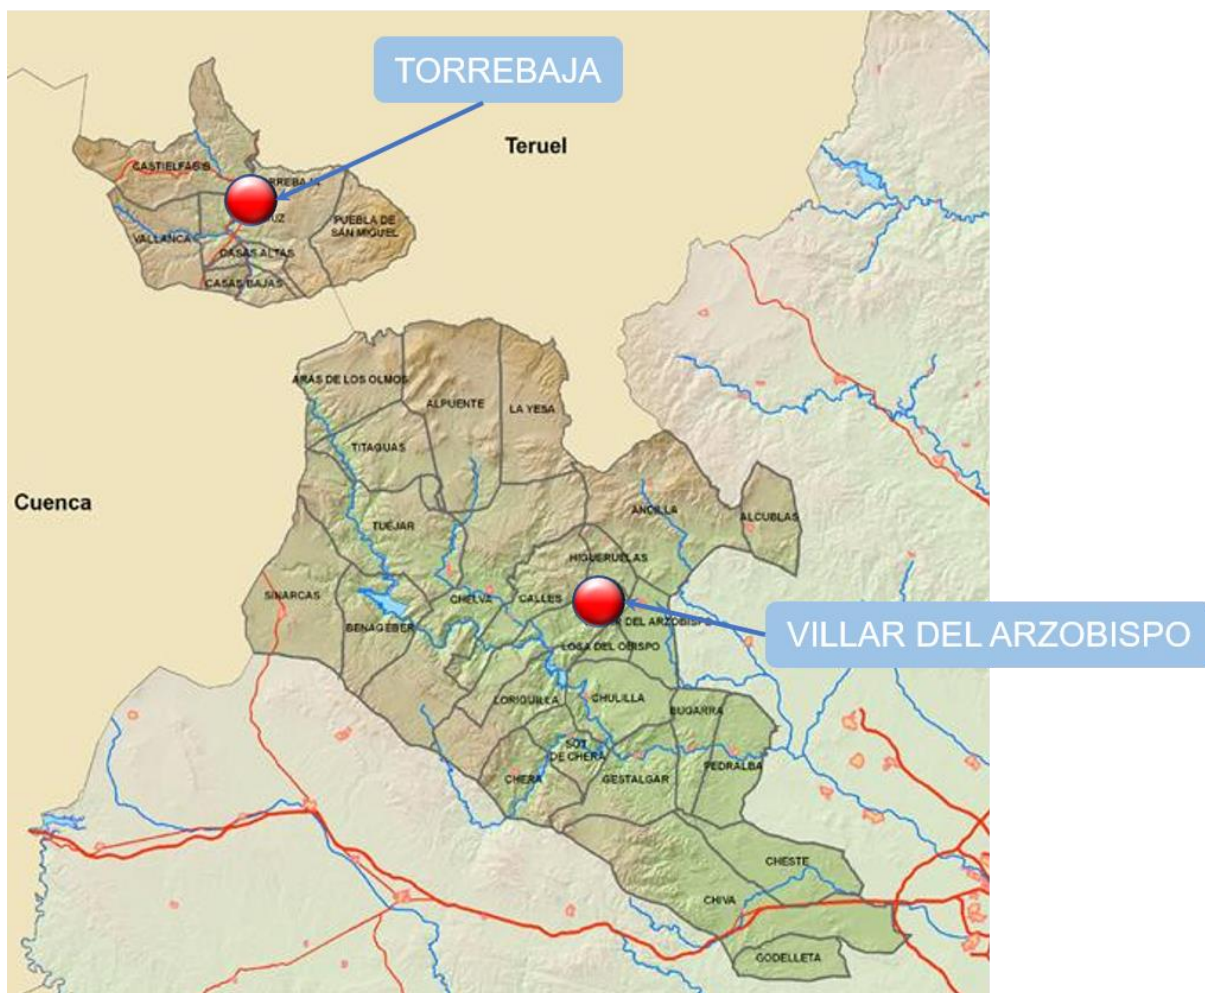 TORREBAJA
Teruel
CASTIELFABIB
RREBAJA
UZ
PUEBLA DE
SAN MIGUEL
VALLANCA
CASAS ALTAS
CASAS BAJAS
ARAS DE LOS OLMOS
ALPUENTE
LA YESA
TITAGUAS
Cuenca
ANDILLA
ALCUBLAS
TUEJAR
HIGUERUELAS
SINARCAS
CHELVA
CALLES
BENAGEBER
R DEL ARZOBISPO
VILLAR DEL ARZOBISPO
LOSA DEL OBISPO
LORIGUILLA
CHULILLA
BUGARRA
SOT
DE CHERA
CHERA
GESTALGAR
PEDRALBA
CHESTE
CHIVA
GODELLETA